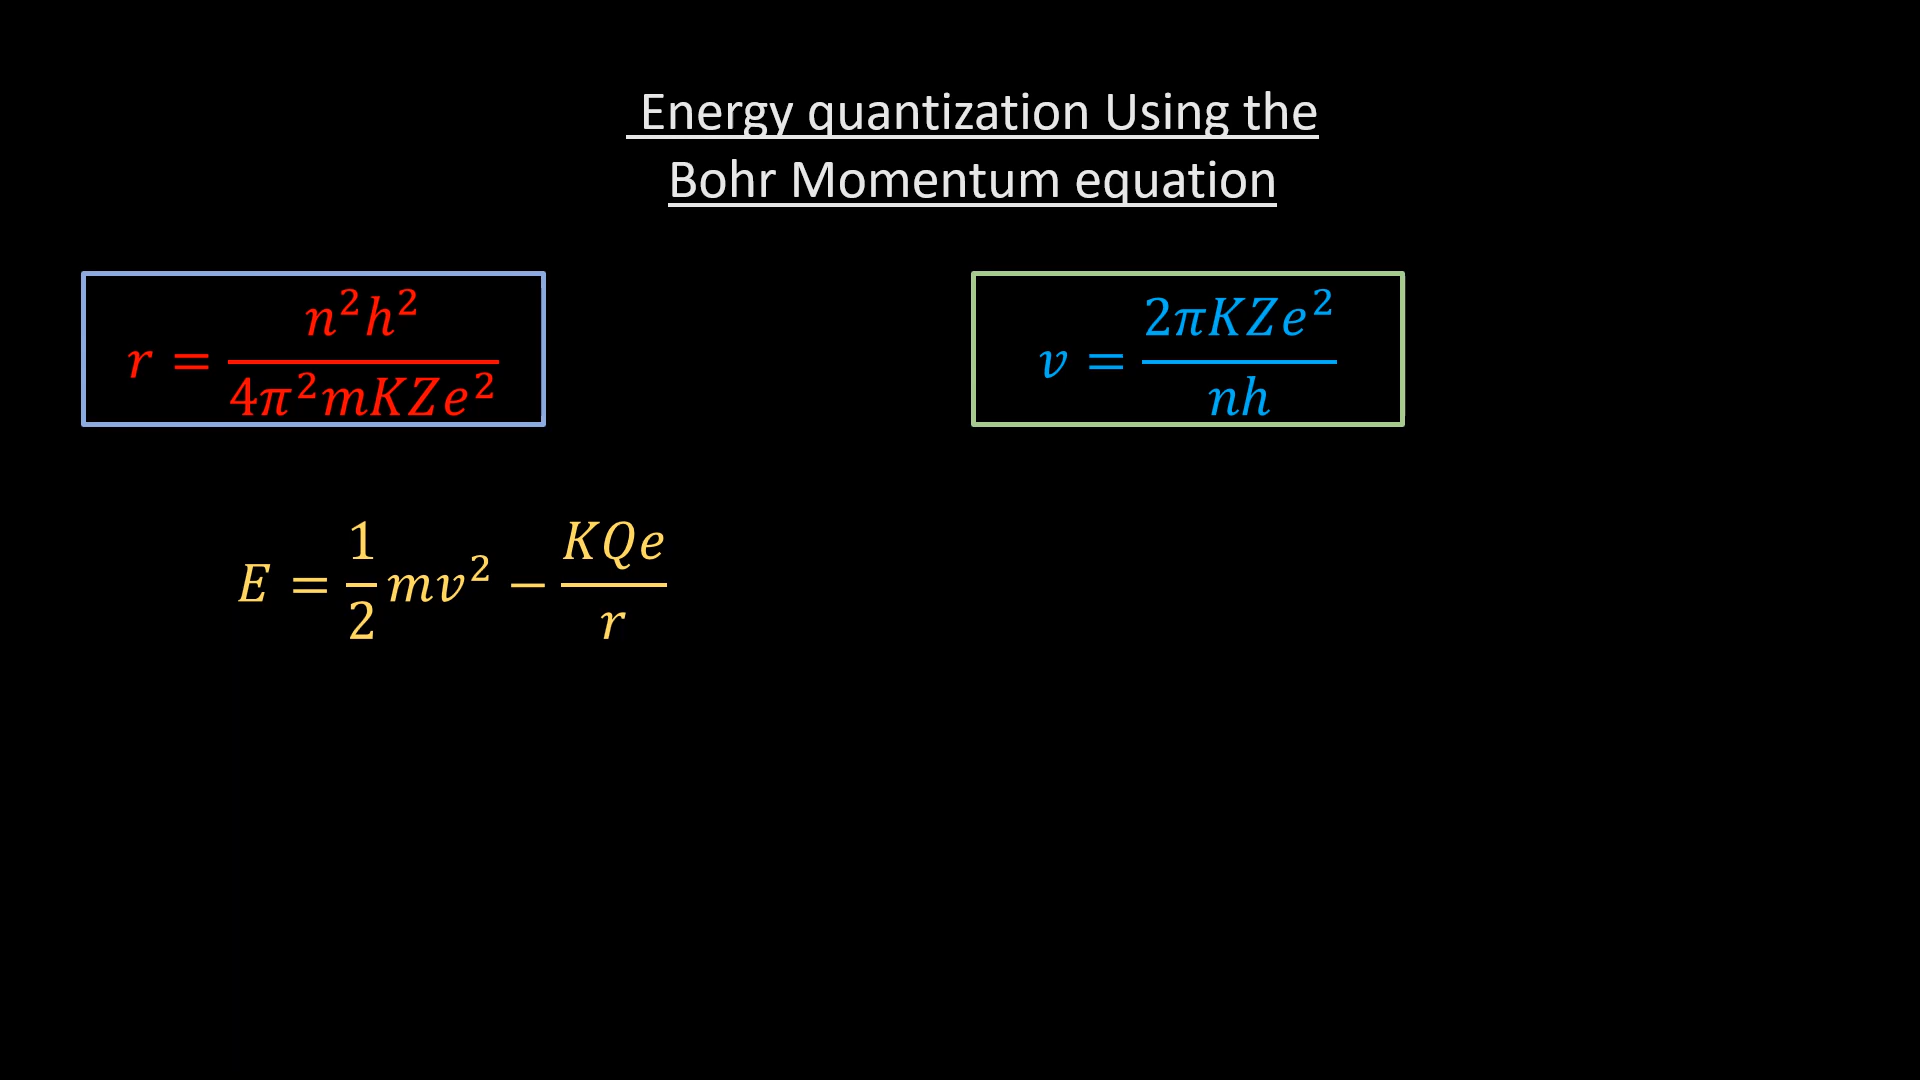 Energy quantization Using the
Bohr Momentum equation
r = n²h² / 4π²mKZe²
v = 2πKZe² / nh
E = 1/2 mv² − KQe / r